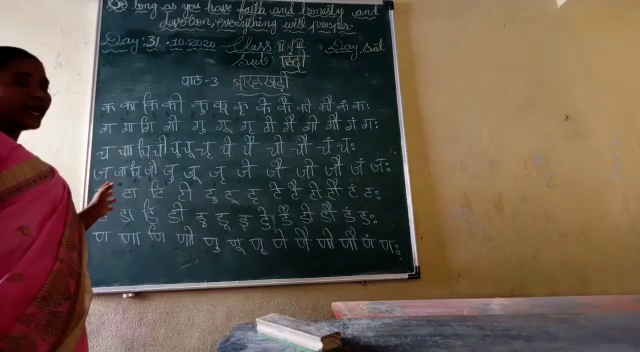 As long as you have faith and honesty and
devotion, everything will prosper.
Day: 31-10-2020 Class II & III Day sat
Sub: हिंदी
पाठ-3 बारहखड़ी
क का कि की कु कू कृ के कै को कौ कं कः
ग गा गि गी गु गू गृ गे गै गो गौ गं गः
च चा चि ची चु चू चृ चे चै चो चौ चं चः
ज जा जि जी जु जू जृ जे जै जो जौ जं जः
टा टि टी टु टू टृ टे टै टो टौ टं टः
डा डि डी डु डू डृ डे डै डो डौ डं डः
ण णा णि णी णु णू णृ णे णै णो णौ णं णः